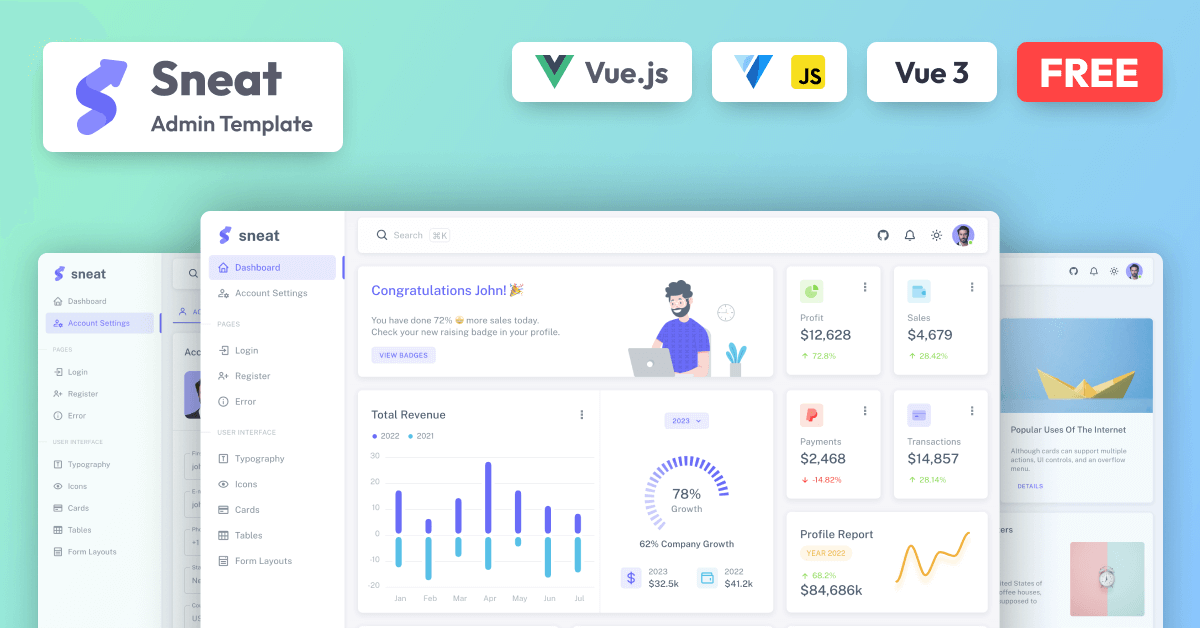 Sneat
Admin Template
Vue.js
JS
Vue 3
FREE
sneat
Dashboard
Account Settings
PAGES
Login
Register
Error
USER INTERFACE
Typography
Icons
Cards
Tables
Form Layouts
sneat
Dashboard
Account Settings
PAGES
Login
Register
Error
USER INTERFACE
Typography
Icons
Cards
Tables
Form Layouts
Search ⌘K
Congratulations John! 🎉
You have done 72% 🤩 more sales today.
Check your new raising badge in your profile.
VIEW BADGES
Profit
$12,628
72.8%
Sales
$4,679
28.42%
Total Revenue
2022 2021
30
20
10
0
-10
-20
Jan Feb Mar Apr May Jun Jul
2023
78%
Growth
62% Company Growth
2023
$32.5k
2022
$41.2k
Payments
$2,468
-14.82%
Transactions
$14,857
28.14%
Profile Report
YEAR 2022
68.2%
$84,686k
Popular Uses Of The Internet
Although cards can support multiple
actions, UI controls, and an overflow
menu.
DETAILS